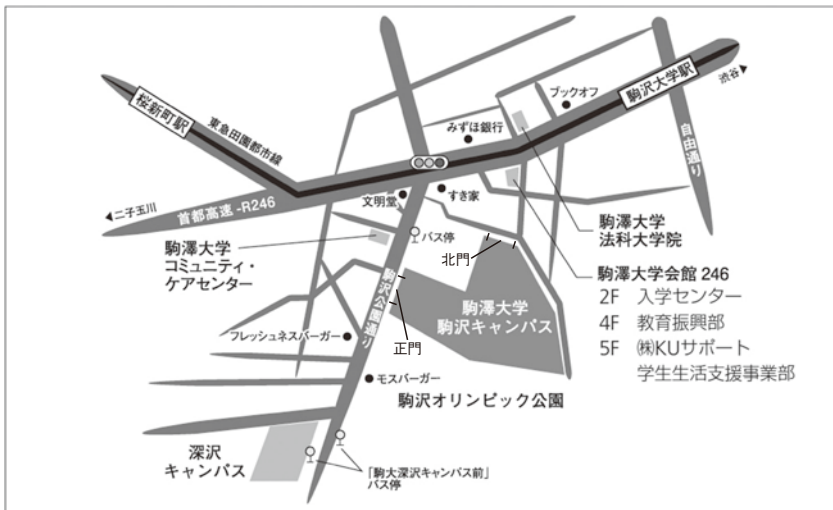 桜新町駅
東急田園都市線
ブックオフ
駒沢大学駅
渋谷▶
みずほ銀行
自由通り
◀二子玉川
首都高速-R246
文明堂
すき家
バス停
駒澤大学
法科大学院
駒澤大学
コミュニティ・
ケアセンター
北門
駒澤大学会館 246
2F 入学センター
4F 教育振興部
5F ㈱KUサポート
学生生活支援事業部
駒沢公園通り
駒澤大学
駒沢キャンパス
フレッシュネスバーガー
正門
モスバーガー
駒沢オリンピック公園
深沢
キャンパス
「駒大深沢キャンパス前」
バス停